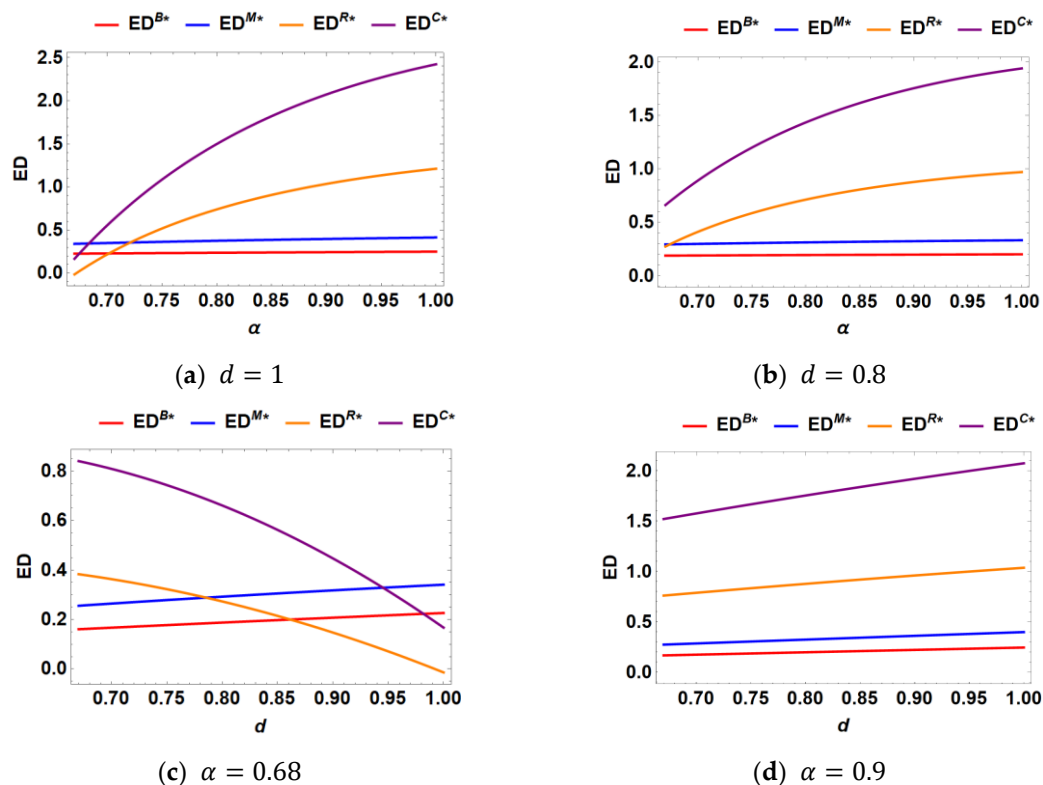 ED^B* ED^M* ED^R* ED^C*
2.5
2.0
1.5
1.0
0.5
0.0
ED
0.70 0.75 0.80 0.85 0.90 0.95 1.00
α
(a) d = 1
ED^B* ED^M* ED^R* ED^C*
2.0
1.5
1.0
0.5
0.0
ED
0.70 0.75 0.80 0.85 0.90 0.95 1.00
α
(b) d = 0.8
ED^B* ED^M* ED^R* ED^C*
0.8
0.6
0.4
0.2
0.0
ED
0.70 0.75 0.80 0.85 0.90 0.95 1.00
d
(c) α = 0.68
ED^B* ED^M* ED^R* ED^C*
2.0
1.5
1.0
0.5
0.0
ED
0.70 0.75 0.80 0.85 0.90 0.95 1.00
d
(d) α = 0.9